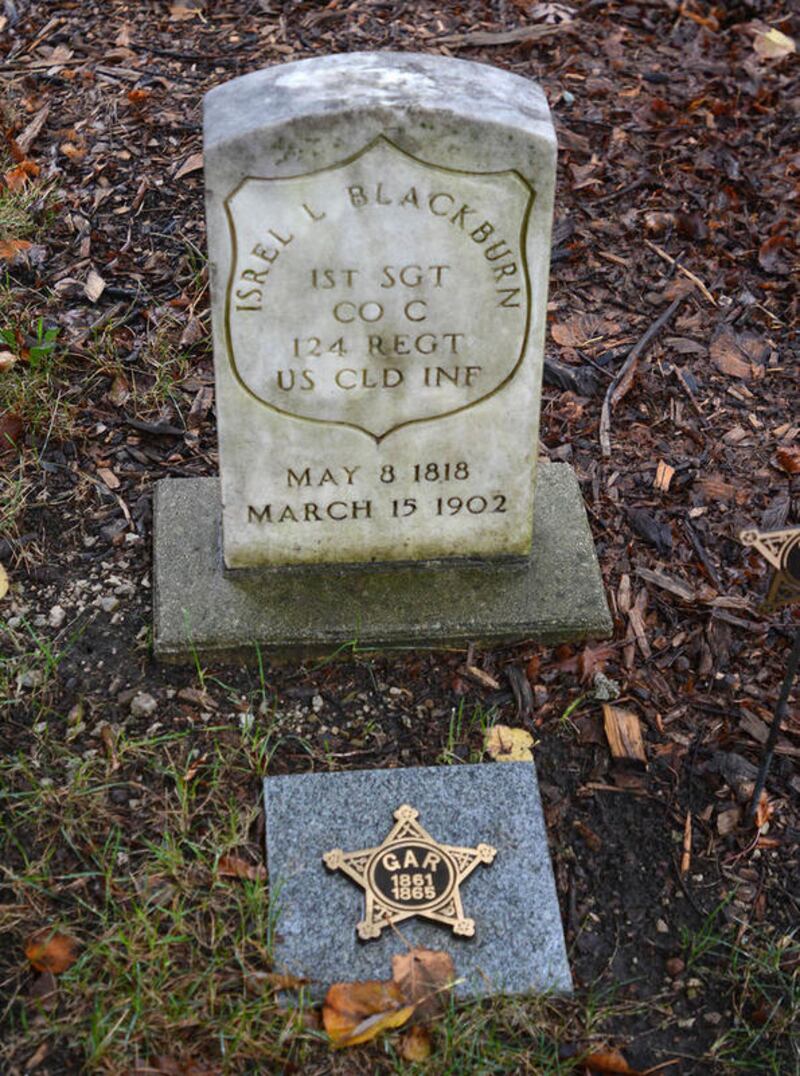 ISREL L BLACKBURN
1ST SGT
CO C
124 REGT
US CLD INF
MAY 8 1818
MARCH 15 1902
GAR
1861
1865